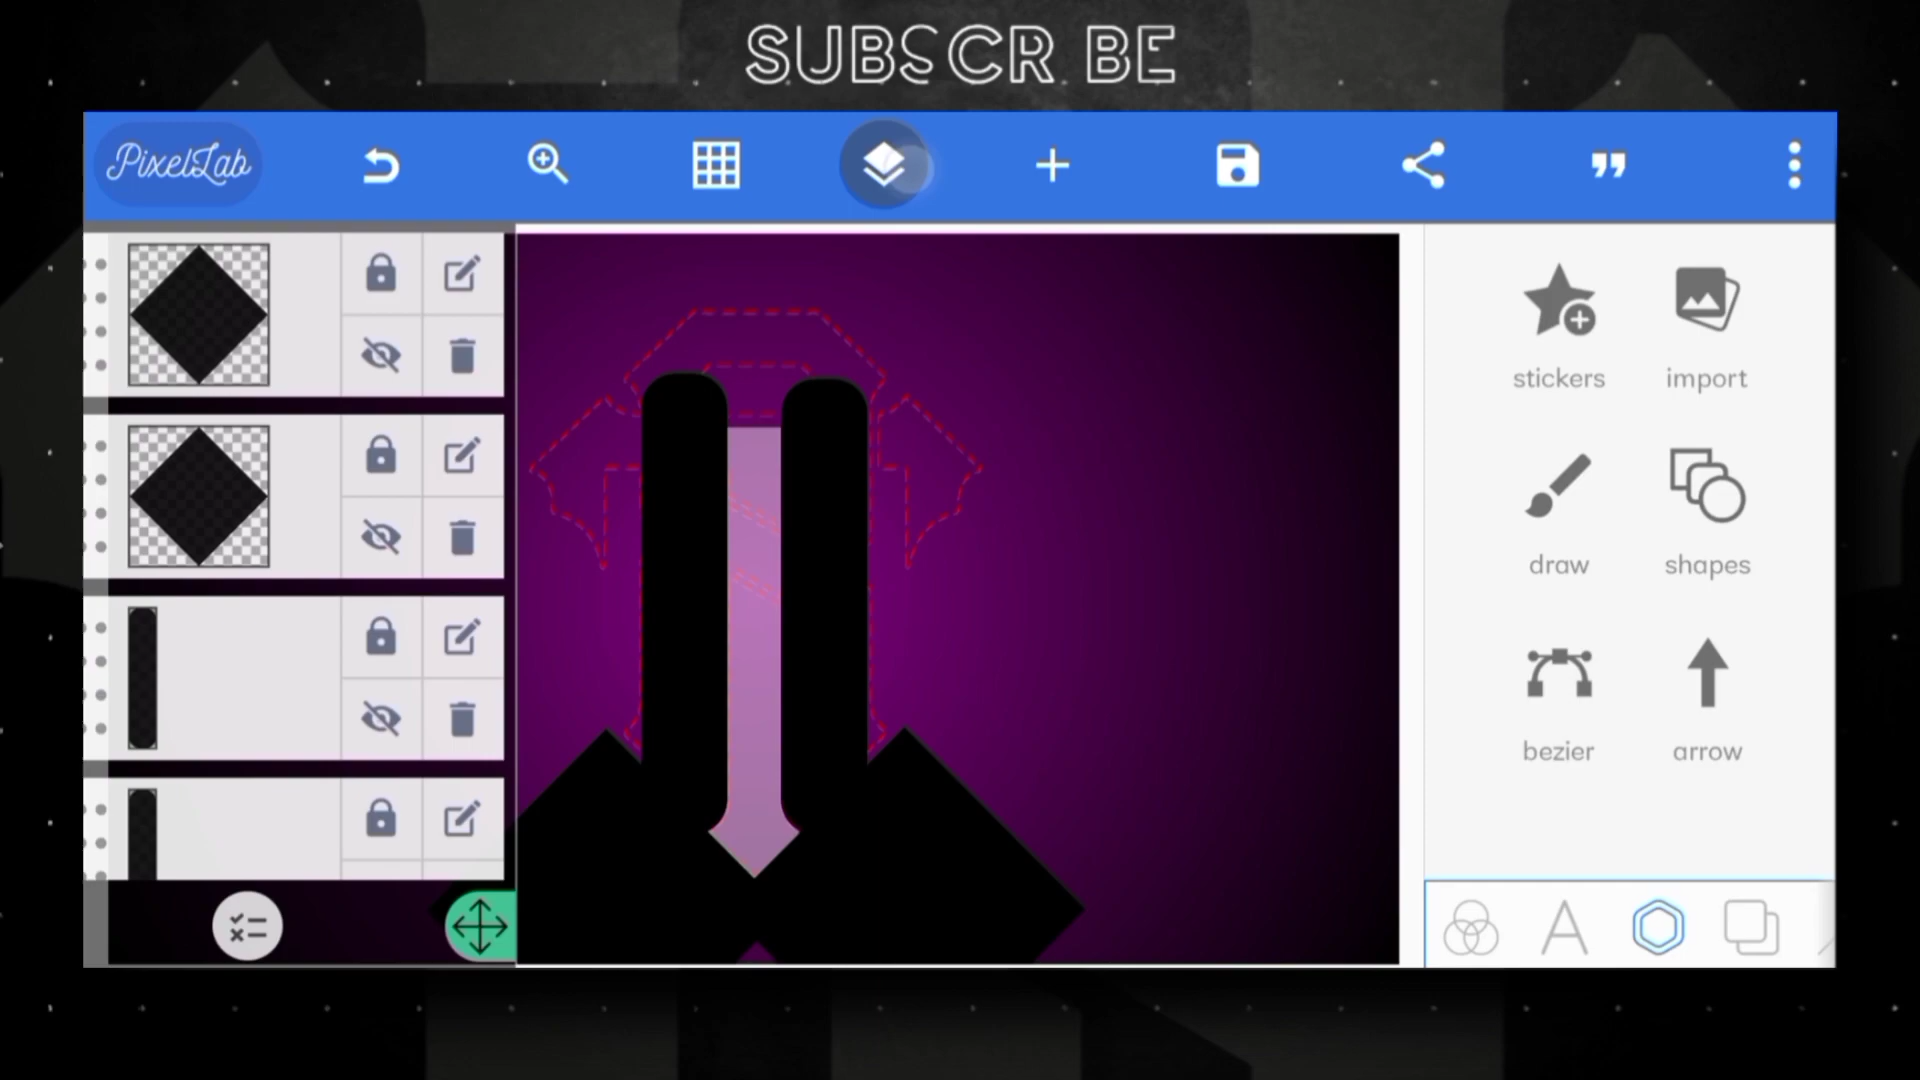 SUBSCR BE
PixelLab
stickers import
draw shapes
bezier arrow